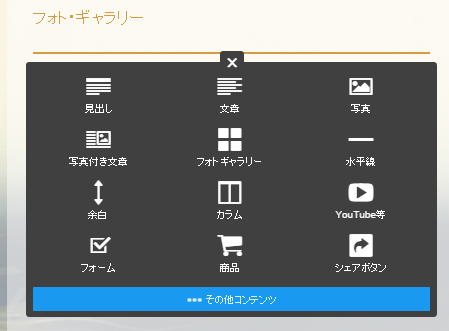 フォト・ギャラリー
見出し
文章
写真
写真付き文章
フォトギャラリー
水平線
余白
カラム
YouTube等
フォーム
商品
シェアボタン
その他コンテンツ